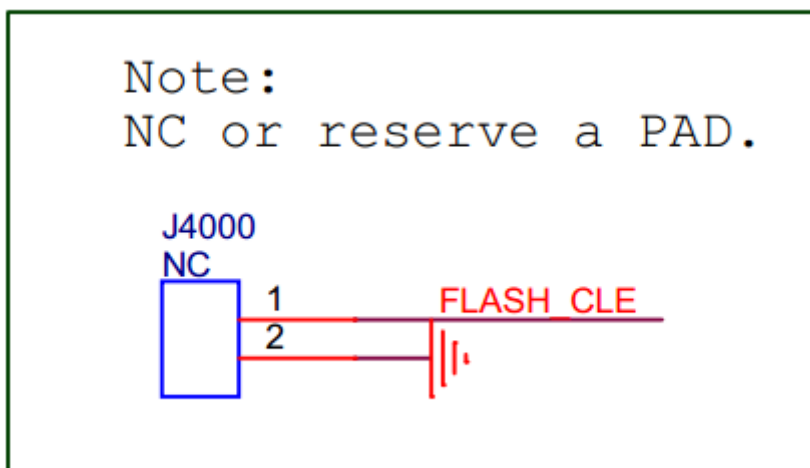 Note:
NC or reserve a PAD.
J4000
NC
1
FLASH_CLE
2